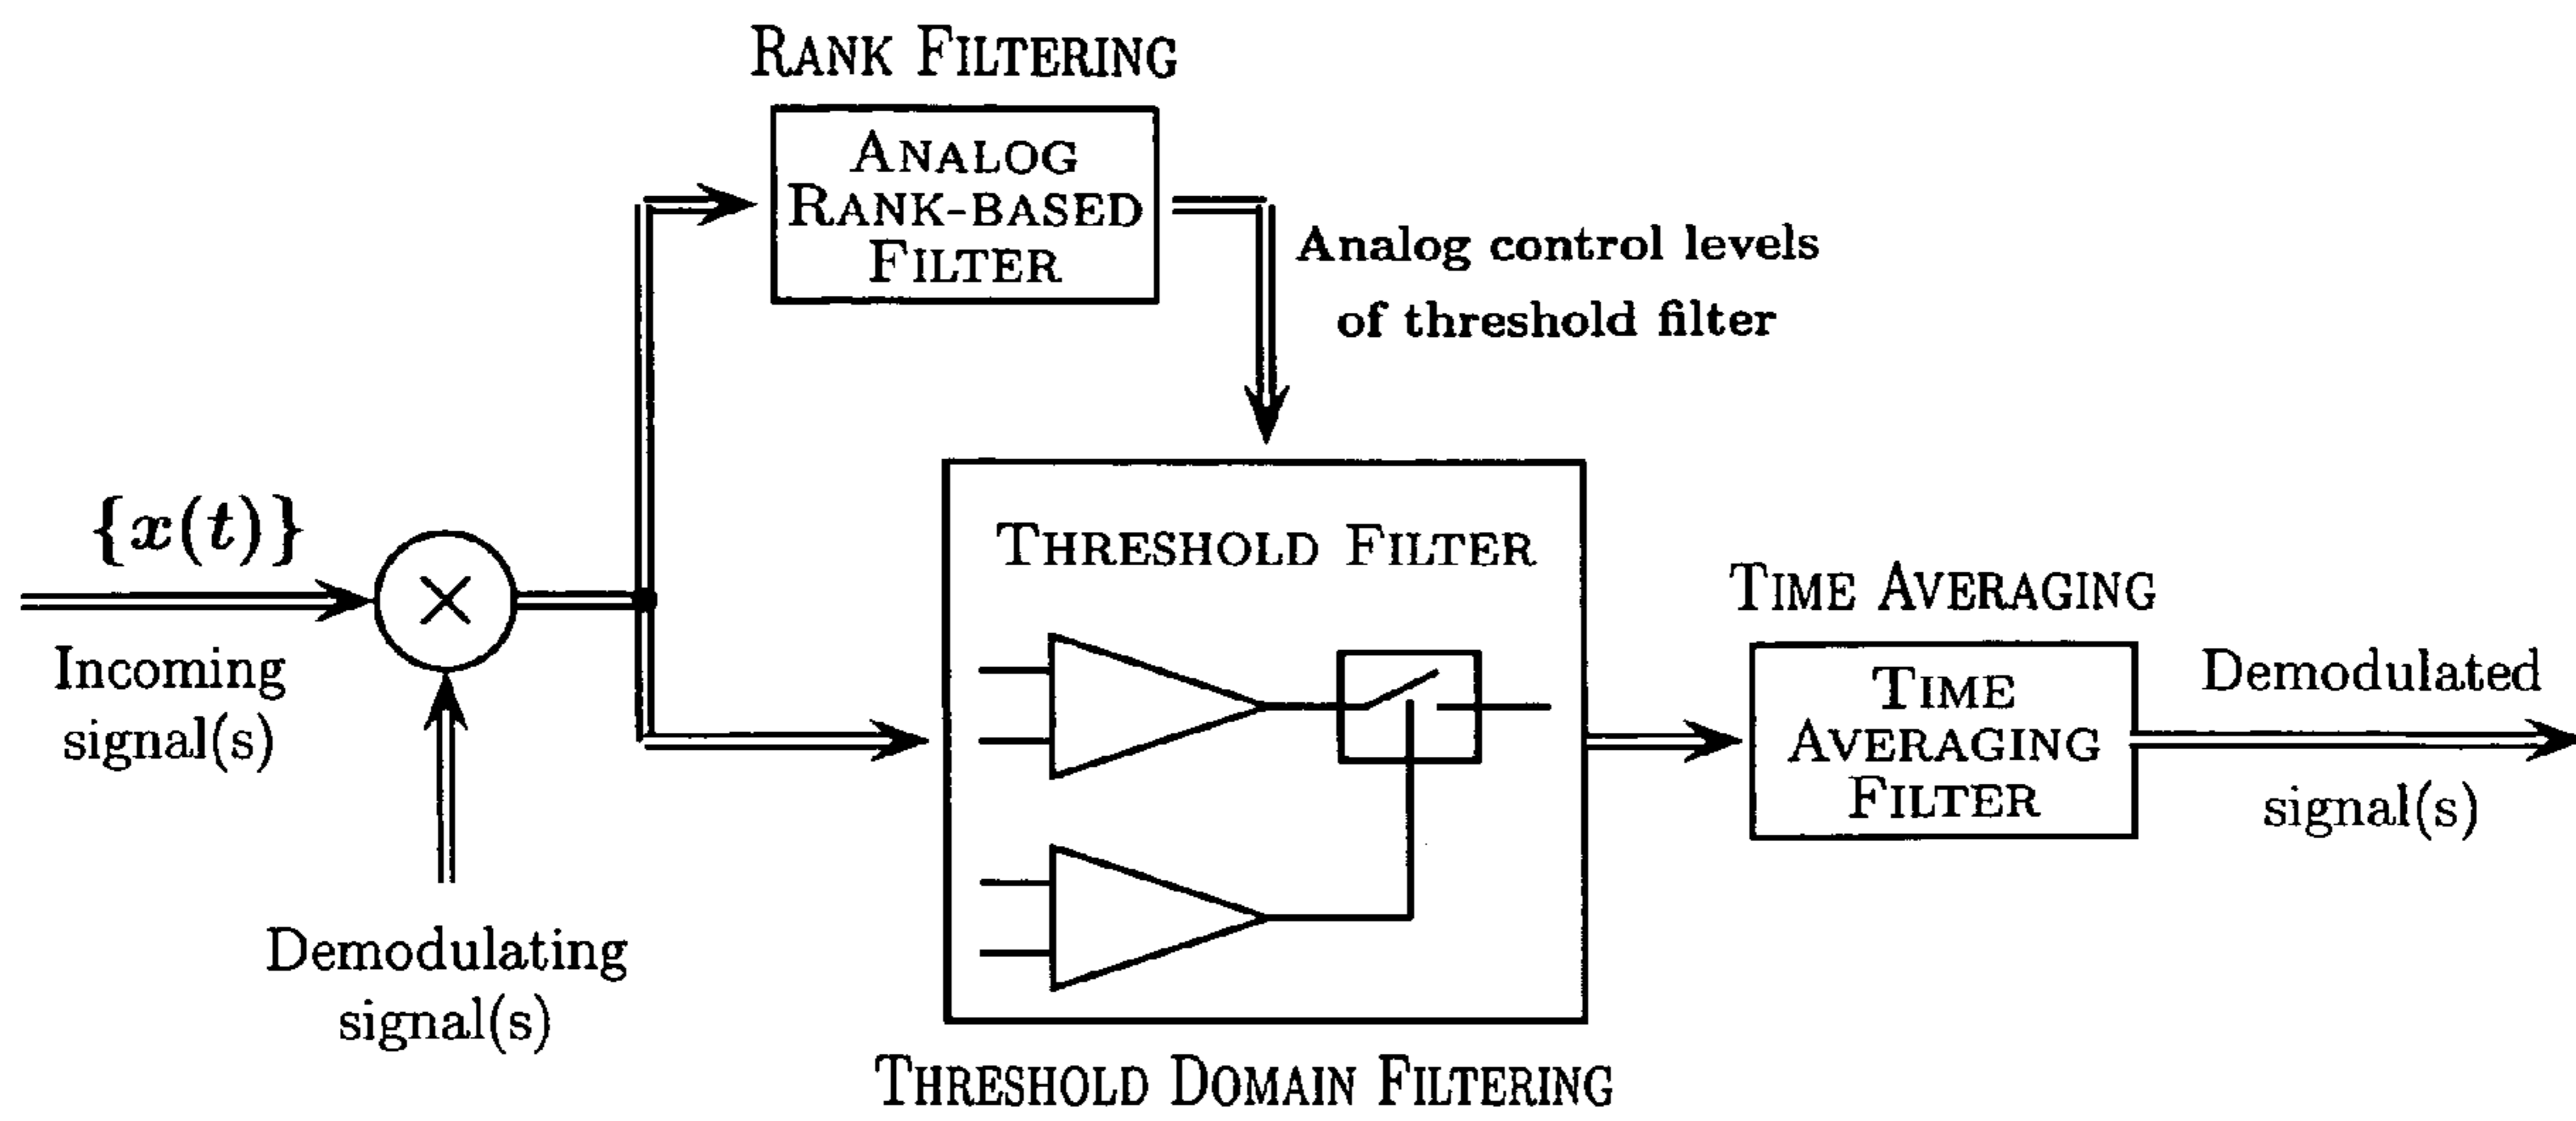 RANK FILTERING
ANALOG
RANK-BASED
FILTER
Analog control levels
of threshold filter
{x(t)}
Incoming
signal(s)
×
Demodulating
signal(s)
THRESHOLD FILTER
THRESHOLD DOMAIN FILTERING
TIME AVERAGING
TIME
AVERAGING
FILTER
Demodulated
signal(s)